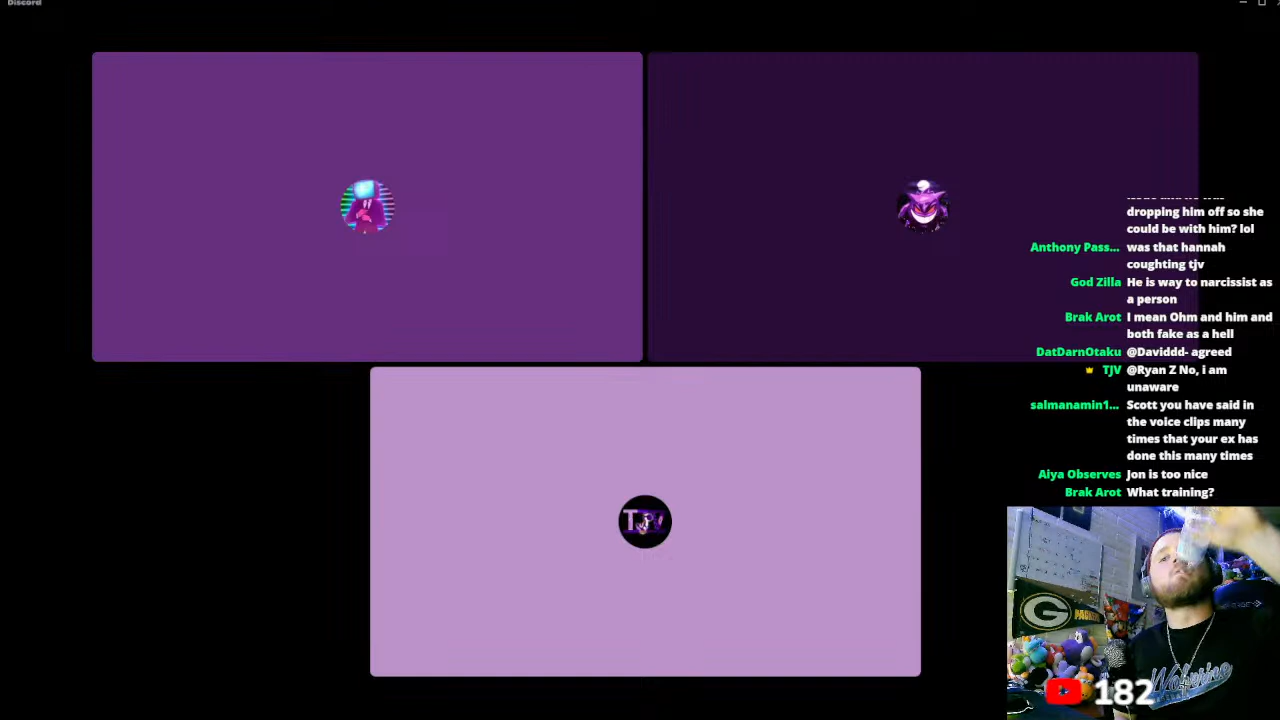 Discord
dropping him off so she
could be with him? lol
Anthony Pass... was that hannah
coughting tjv
God Zilla He is way to narcissist as
a person
Brak Arot I mean Ohm and him and
both fake as a hell
DatDarnOtaku @Daviddd- agreed
TJV @Ryan Z No, i am
unaware
salmanamin1... Scott you have said in
the voice clips many
times that your ex has
done this many times
Aiya Observes Jon is too nice
Brak Arot What training?
TJV
G PACKERS
Wolverine
182